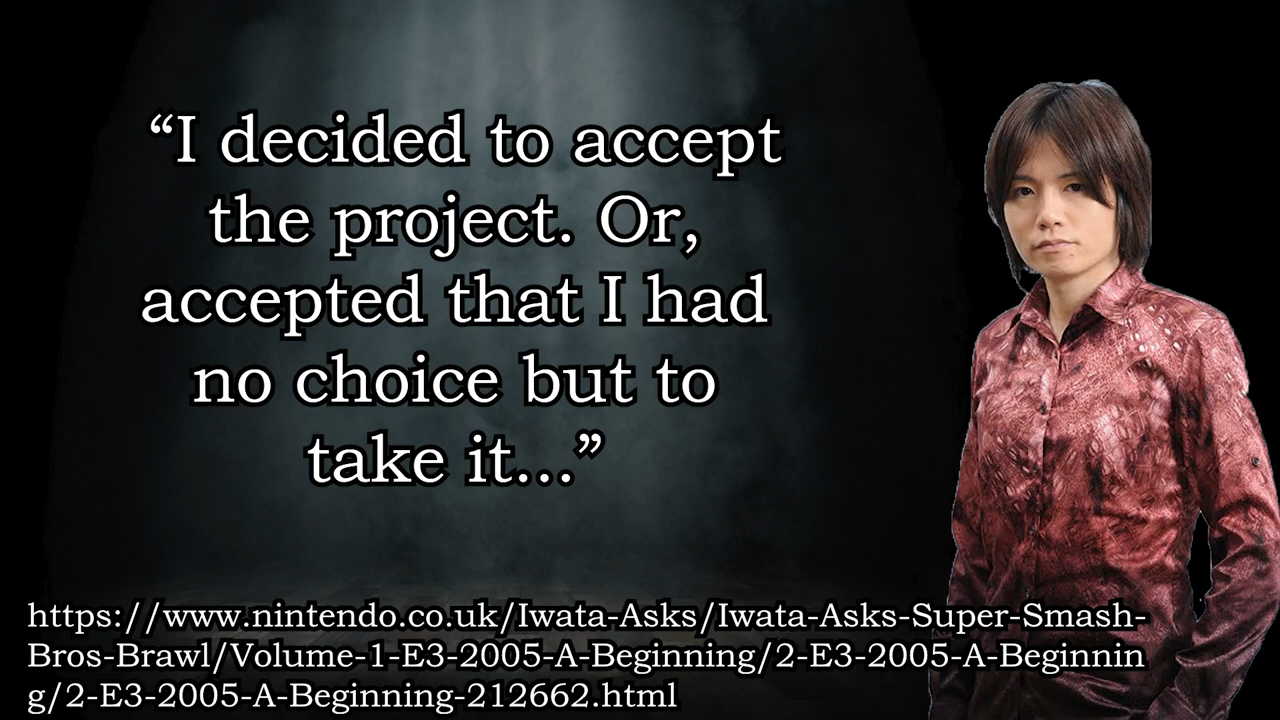 “I decided to accept
the project. Or,
accepted that I had
no choice but to
take it...”
https://www.nintendo.co.uk/Iwata-Asks/Iwata-Asks-Super-Smash-
Bros-Brawl/Volume-1-E3-2005-A-Beginning/2-E3-2005-A-Beginnin
g/2-E3-2005-A-Beginning-212662.html